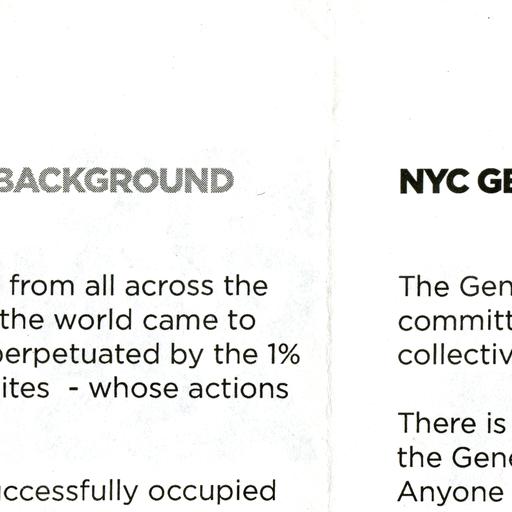 BACKGROUND
from all across the
the world came to
perpetuated by the 1%
ites - whose actions
uccessfully occupied
NYC GE
The Gen
committ
collectiv
There is
the Gene
Anyone